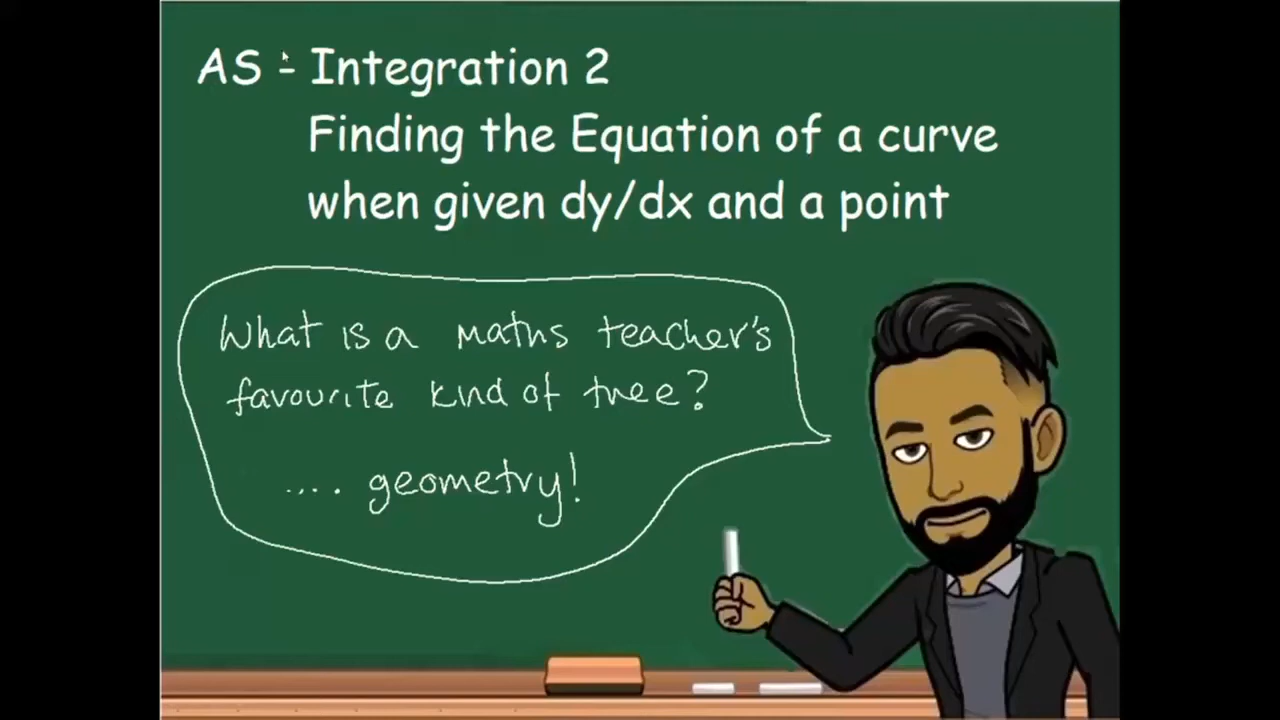 AS - Integration 2
Finding the Equation of a curve
when given dy/dx and a point
What is a maths teacher's
favourite kind of tree?
.... geometry!